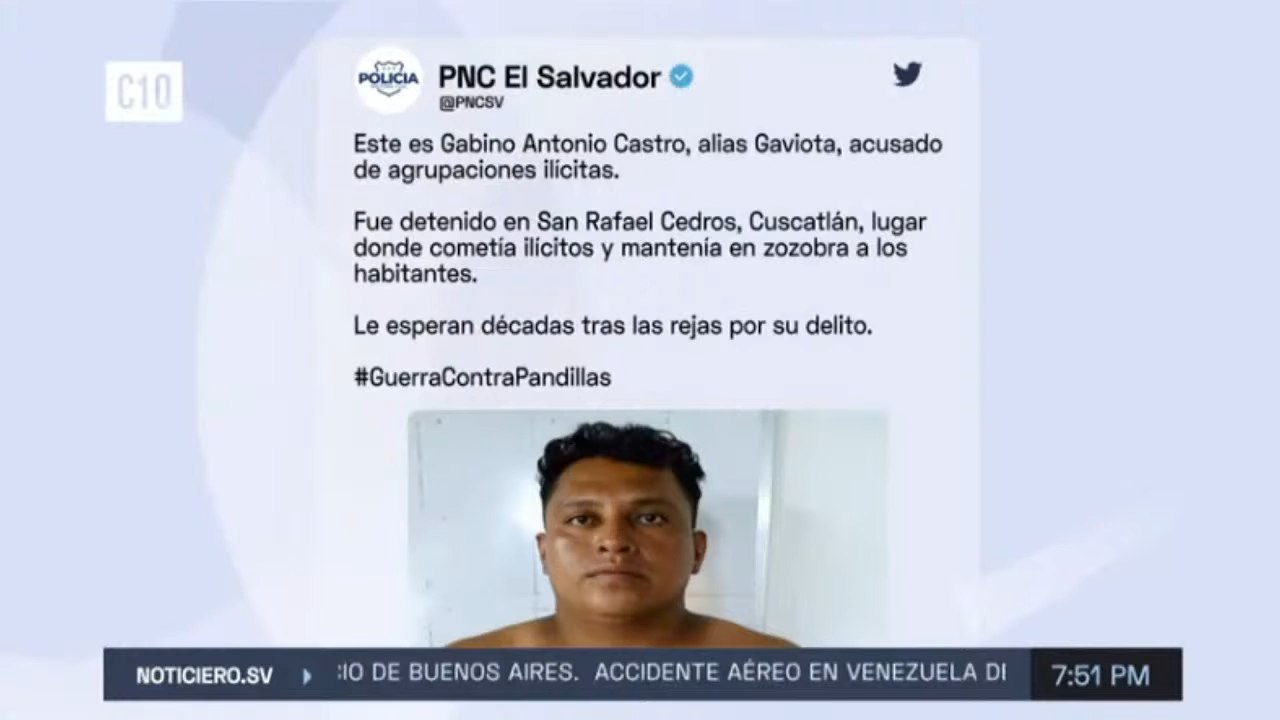 C10
POLICIA
PNC El Salvador
@PNCSV
Este es Gabino Antonio Castro, alias Gaviota, acusado
de agrupaciones ilícitas.
Fue detenido en San Rafael Cedros, Cuscatlán, lugar
donde cometía ilícitos y mantenía en zozobra a los
habitantes.
Le esperan décadas tras las rejas por su delito.
#GuerraContraPandillas
NOTICIERO.SV
IO DE BUENOS AIRES. ACCIDENTE AÉREO EN VENEZUELA
7:51 PM